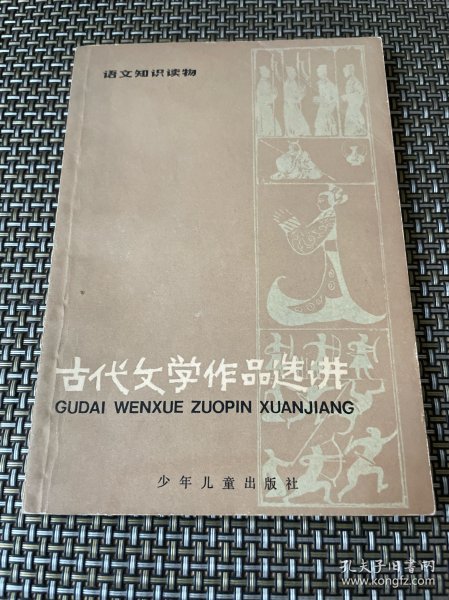 语文知识读物
古代文学作品选讲
GUDAI WENXUE ZUOPIN XUANJIANG
少年儿童出版社
孔夫子旧书网
www.kongfz.com